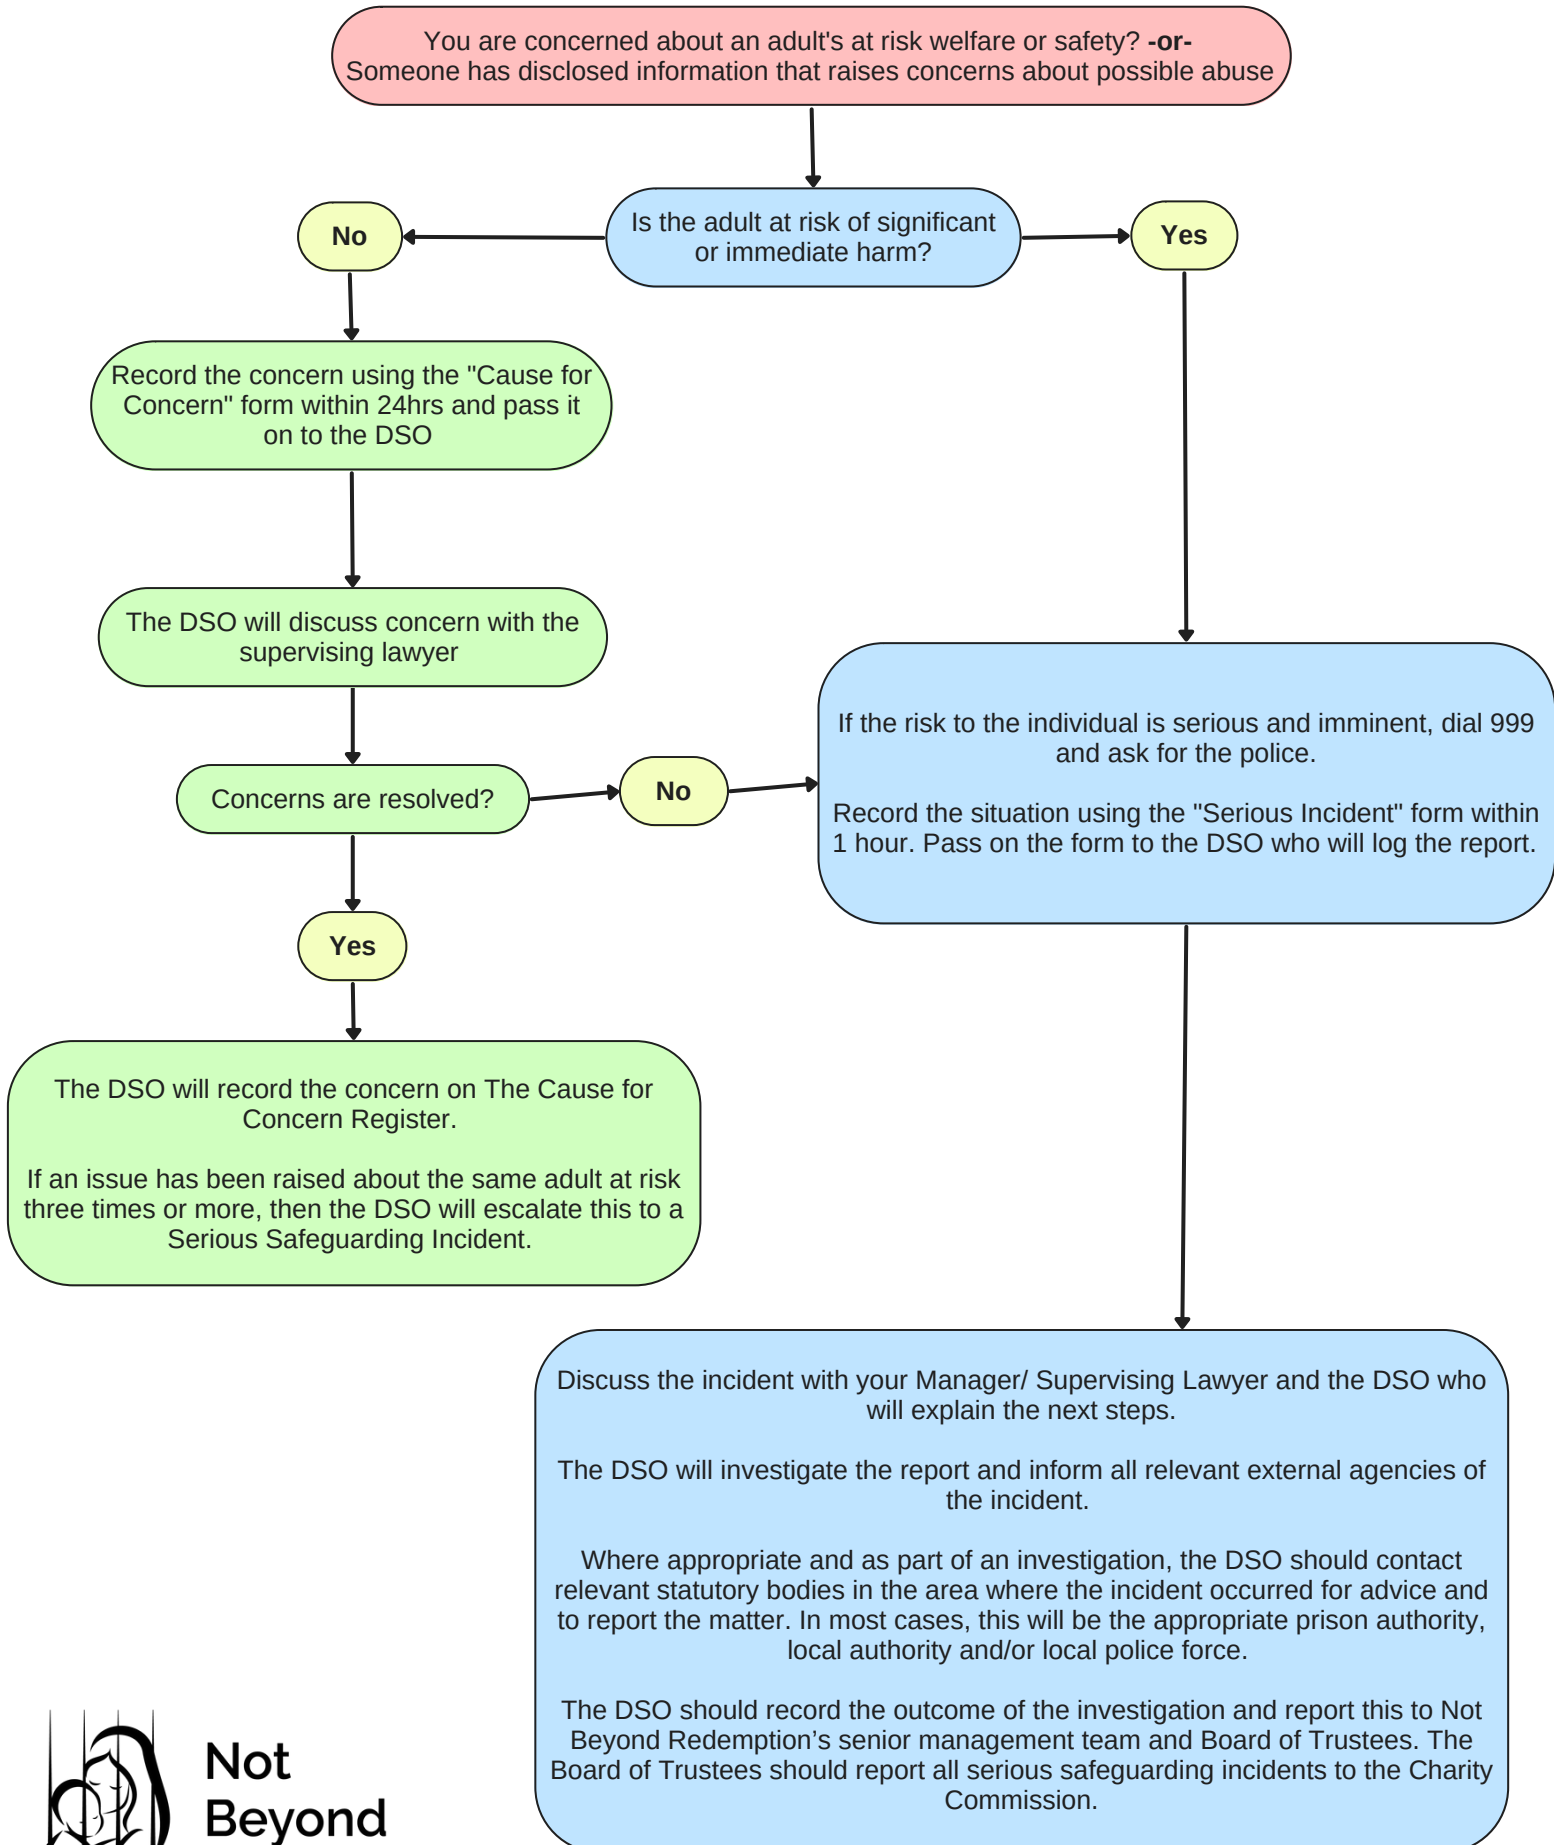 You are concerned about an adult's at risk welfare or safety? -or-
Someone has disclosed information that raises concerns about possible abuse
No
Is the adult at risk of significant
or immediate harm?
Yes
Record the concern using the "Cause for
Concern" form within 24hrs and pass it
on to the DSO
The DSO will discuss concern with the
supervising lawyer
Concerns are resolved?
No
If the risk to the individual is serious and imminent, dial 999
and ask for the police.
Record the situation using the "Serious Incident" form within
1 hour. Pass on the form to the DSO who will log the report.
Yes
The DSO will record the concern on The Cause for
Concern Register.
If an issue has been raised about the same adult at risk
three times or more, then the DSO will escalate this to a
Serious Safeguarding Incident.
Discuss the incident with your Manager/ Supervising Lawyer and the DSO who
will explain the next steps.
The DSO will investigate the report and inform all relevant external agencies of
the incident.
Where appropriate and as part of an investigation, the DSO should contact
relevant statutory bodies in the area where the incident occurred for advice and
to report the matter. In most cases, this will be the appropriate prison authority,
local authority and/or local police force.
The DSO should record the outcome of the investigation and report this to Not
Beyond Redemption’s senior management team and Board of Trustees. The
Board of Trustees should report all serious safeguarding incidents to the Charity
Commission.
Not
Beyond